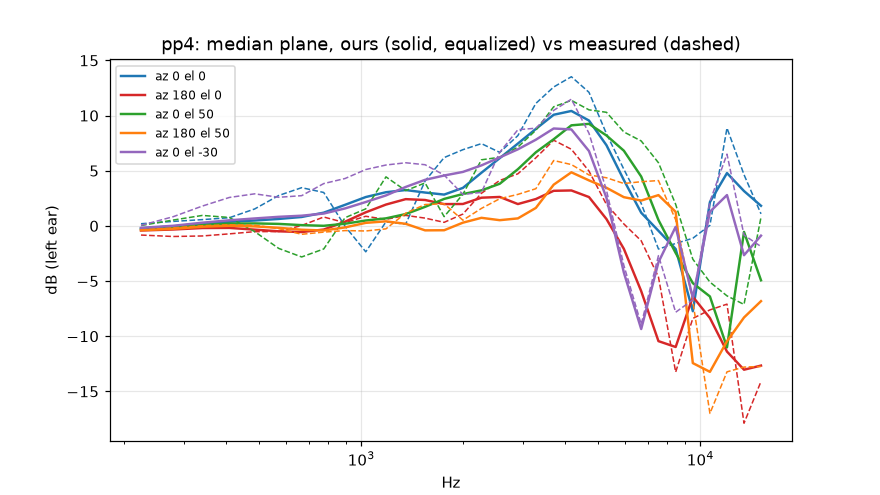 pp4: median plane, ours (solid, equalized) vs measured (dashed)
15
10
5
0
−5
−10
−15
dB (left ear)
az 0 el 0
az 180 el 0
az 0 el 50
az 180 el 50
az 0 el -30
10³
10⁴
Hz